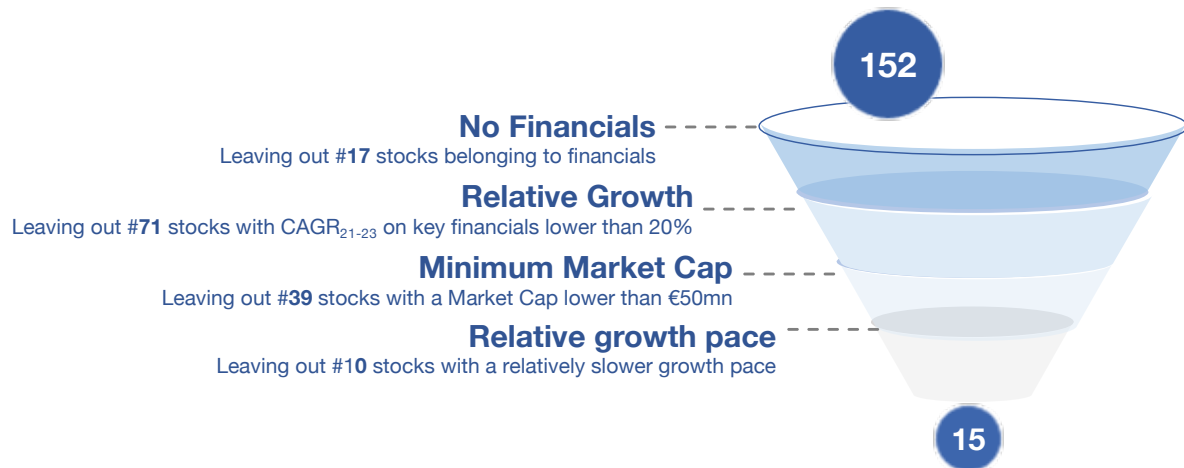 152
No Financials
Leaving out #17 stocks belonging to financials
Relative Growth
Leaving out #71 stocks with CAGR21-23 on key financials lower than 20%
Minimum Market Cap
Leaving out #39 stocks with a Market Cap lower than €50mn
Relative growth pace
Leaving out #10 stocks with a relatively slower growth pace
15